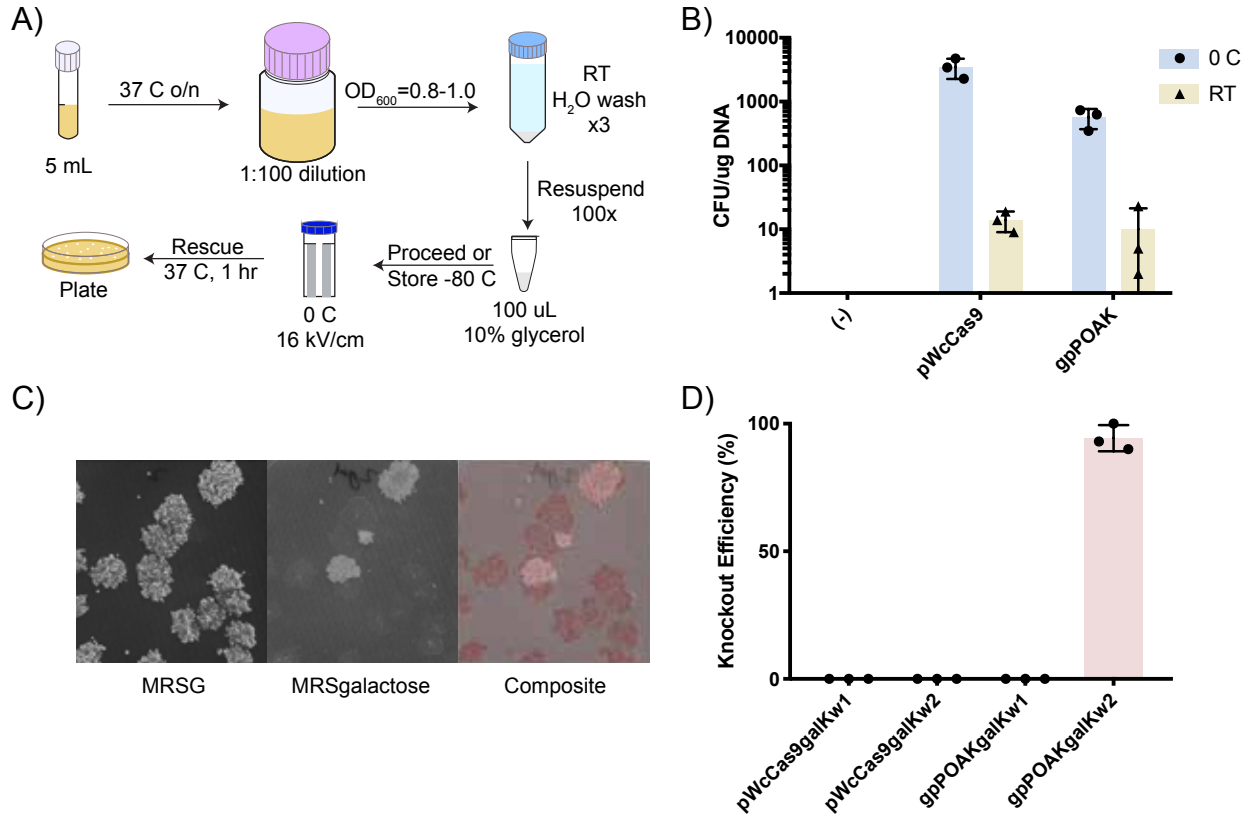 A)
37 C o/n
5 mL
1:100 dilution
OD600=0.8-1.0
RT
H2O wash
x3
Resuspend
100x
100 uL
10% glycerol
Proceed or
Store -80 C
0 C
16 kV/cm
Rescue
37 C, 1 hr
Plate
B)
CFU/ug DNA
10000
1000
100
10
1
(-)
pWcCas9
gpPOAK
0 C
RT
C)
MRSG
MRSgalactose
Composite
D)
Knockout Efficiency (%)
100
50
0
pWcCas9galKw1
pWcCas9galKw2
gpPOAKgalKw1
gpPOAKgalKw2